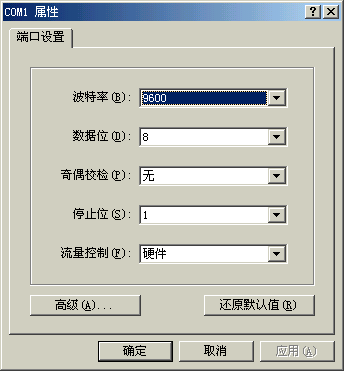 COM1 属性
端口设置
波特率(B): 9600
数据位(D): 8
奇偶校检(P): 无
停止位(S): 1
流量控制(F): 硬件
高级(A)... 还原默认值(R)
确定 取消 应用(A)